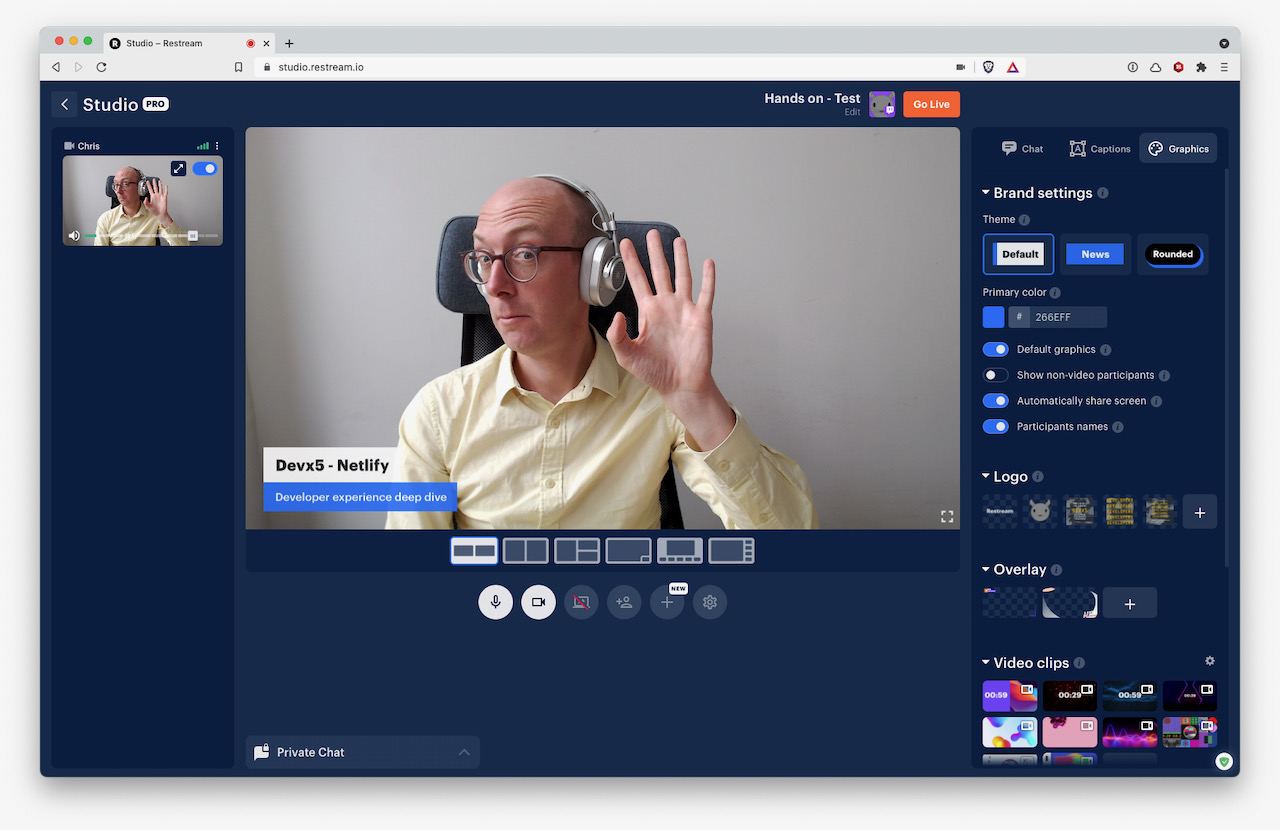 Studio – Restream
studio.restream.io
Studio PRO
Hands on - Test
Edit
Go Live
Chris
Chat
Captions
Graphics
Brand settings
Theme
Default
News
Rounded
Primary color
# 266EFF
Default graphics
Show non-video participants
Automatically share screen
Participants names
Devx5 - Netlify
Developer experience deep dive
Logo
Restream
Overlay
NEW
Video clips
00:59
00:29
00:59
Private Chat